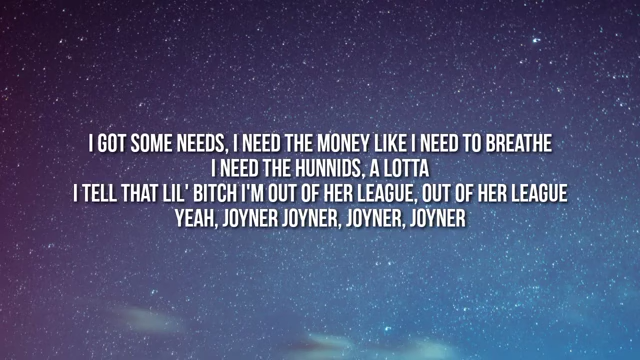 I GOT SOME NEEDS, I NEED THE MONEY LIKE I NEED TO BREATHE
I NEED THE HUNNIDS, A LOTTA
I TELL THAT LIL' BITCH I'M OUT OF HER LEAGUE, OUT OF HER LEAGUE
YEAH, JOYNER JOYNER, JOYNER, JOYNER